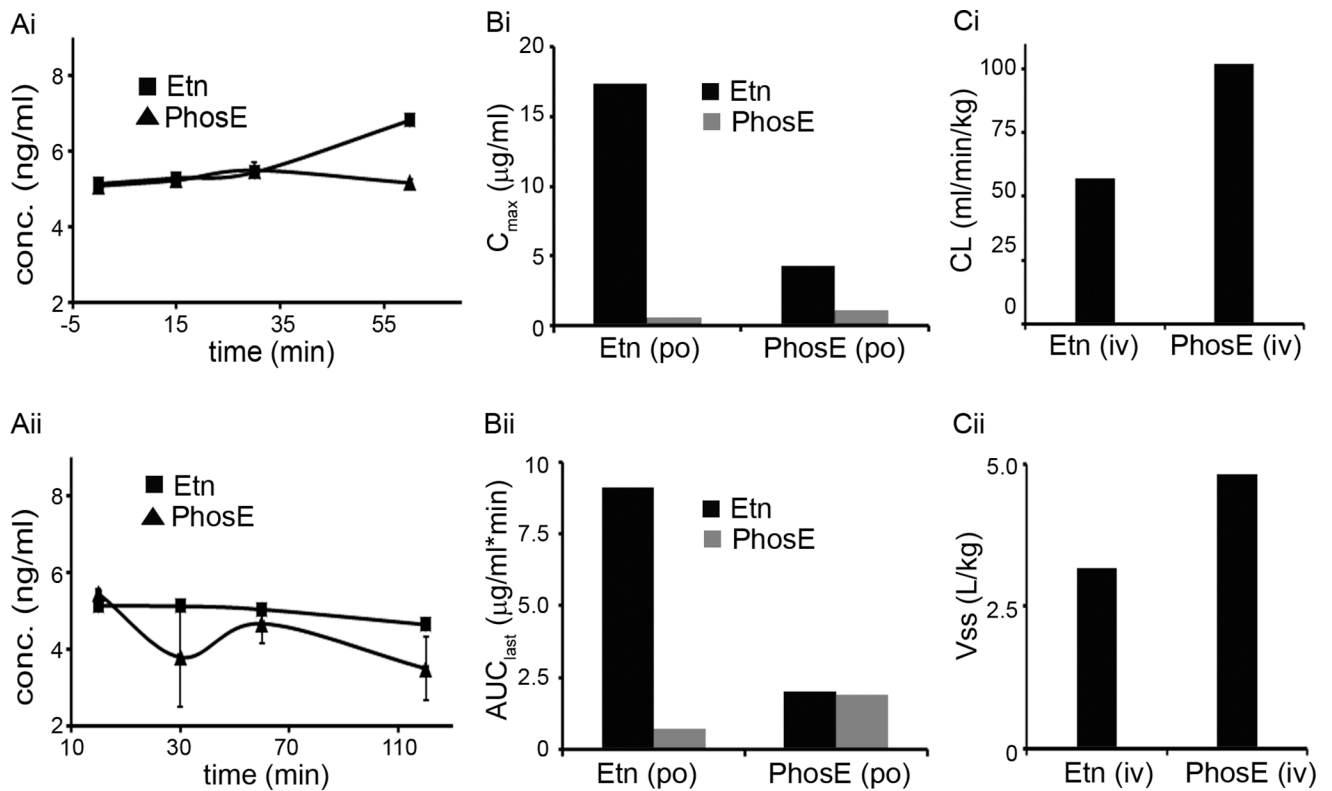 Ai
conc. (ng/ml)
8
6
4
2
Etn
PhosE
-5
15
35
55
time (min)
Bi
C max (µg/ml)
20
15
10
5
0
Etn
PhosE
Etn (po)
PhosE (po)
Ci
CL (ml/min/kg)
100
75
50
25
0
Etn (iv)
PhosE (iv)
Aii
conc. (ng/ml)
8
6
4
2
Etn
PhosE
10
30
70
110
time (min)
Bii
AUC last (µg/ml*min)
10
7.5
5.0
2.5
0
Etn
PhosE
Etn (po)
PhosE (po)
Cii
Vss (L/kg)
5.0
2.5
0
Etn (iv)
PhosE (iv)